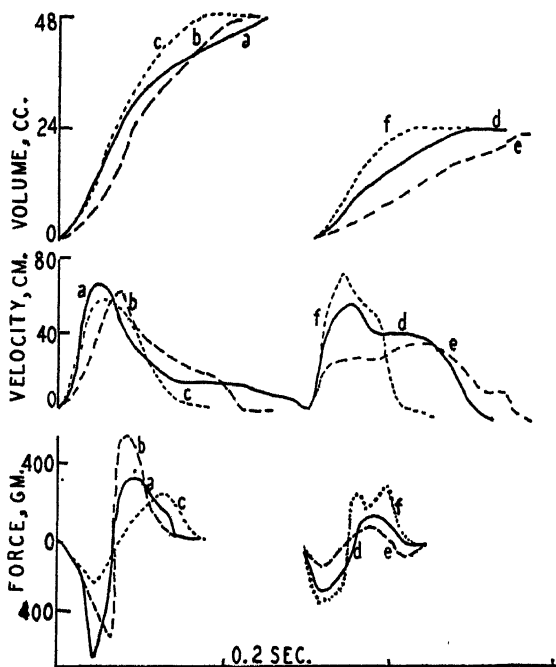 48
c.
b
a
24
f
d
e
0
VOLUME, CC.
80
a
b
f
d
40
e
c
0
VELOCITY, CM.
b
400
a
c
f
0
d
e
400
FORCE, GM.
0.2 SEC.